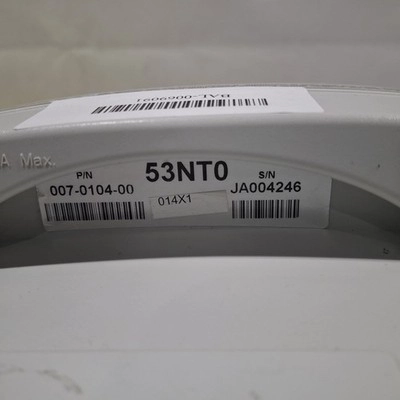 A Max.
P/N
007-0104-00
53NT0
S/N
JA004246
014X1